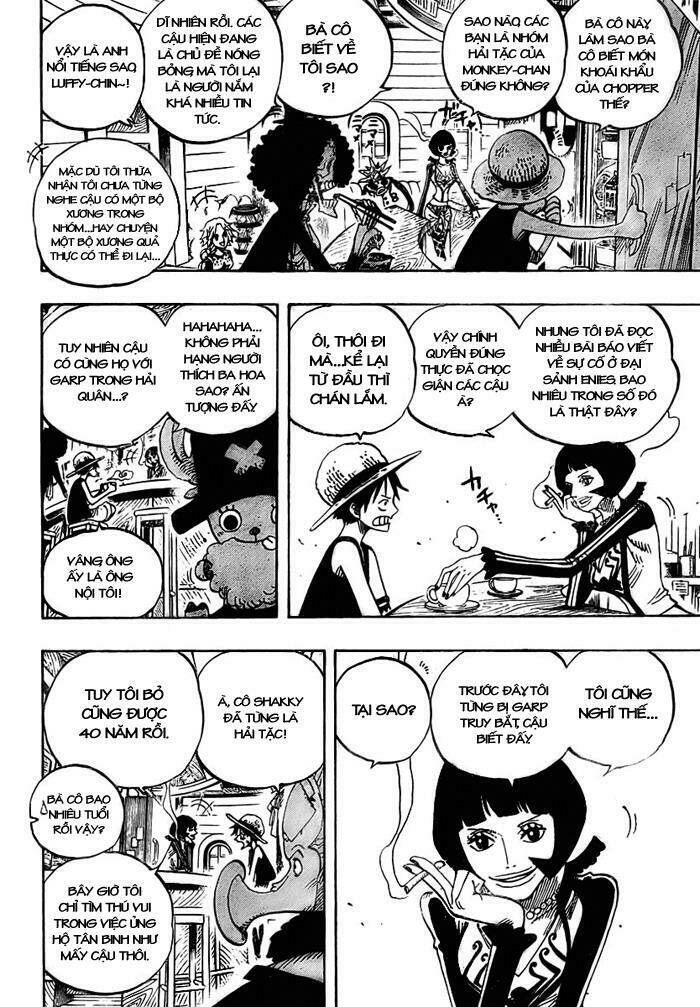 BÀ CÔ NÀY,
LÀM SAO BÀ
CÔ BIẾT MÓN
KHOÁI KHẨU
CỦA CHOPPER
THẾ?
SAO NÀO, CÁC
BẠN LÀ NHÓM
HẢI TẶC CỦA
MONKEY-CHAN
ĐÚNG KHÔNG?
BÀ CÔ
BIẾT VỀ
TÔI SAO
?!
DĨ NHIÊN RỒI. CÁC
CẬU HIỆN ĐANG
LÀ CHỦ ĐỀ NÓNG
BỎNG MÀ TÔI LẠI
LÀ NGƯỜI NẮM
KHÁ NHIỀU TIN
TỨC.
VẬY LÀ ANH
NỔI TIẾNG SAO,
LUFFY-CHIN~!
MẶC DÙ TÔI THỪA
NHẬN TÔI CHƯA TỪNG
NGHE CẬU CÓ MỘT BỘ
XƯƠNG TRONG
NHÓM...HAY CHUYỆN
MỘT BỘ XƯƠNG QUẢ
THỰC CÓ THỂ ĐI LẠI...
NHƯNG TÔI ĐÃ ĐỌC
NHIỀU BÀI BÁO VIẾT
VỀ SỰ CỐ Ở ĐẠI
SẢNH ENIES. BAO
NHIÊU TRONG SỐ ĐÓ
LÀ THẬT ĐÂY?
VẬY CHÍNH
QUYỀN ĐÚNG
THỰC ĐÃ CHỌC
GIẬN CÁC CẬU
À?
ÔI, THÔI ĐI
MÀ...KỂ LẠI
TỪ ĐẦU THÌ
CHÁN LẮM.
ガチャ
HAHAHAHA...
KHÔNG PHẢI
HẠNG NGƯỜI
THÍCH BA HOA
SAO? ẤN
TƯỢNG ĐẤY.
TUY NHIÊN CẬU
CÓ CÙNG HỌ VỚI
GARP TRONG HẢI
QUÂN...?
VÂNG, ÔNG
ẤY LÀ ÔNG
NỘI TÔI!
TÔI CŨNG
NGHĨ THẾ...
TRƯỚC ĐÂY, TÔI
TỪNG BỊ GARP
TRUY BẮT, CẬU
BIẾT ĐẤY.
TẠI SAO?
À, CÔ SHAKKY
ĐÃ TỪNG LÀ
HẢI TẶC!
TUY TÔI BỎ
CŨNG ĐƯỢC
40 NĂM RỒI.
BÀ CÔ BAO
NHIÊU TUỔI
RỒI VẬY?
BÂY GIỜ TÔI
CHỈ TÌM THÚ VUI
TRONG VIỆC ỦNG
HỘ TÂN BINH NHƯ
MẤY CẬU THÔI.